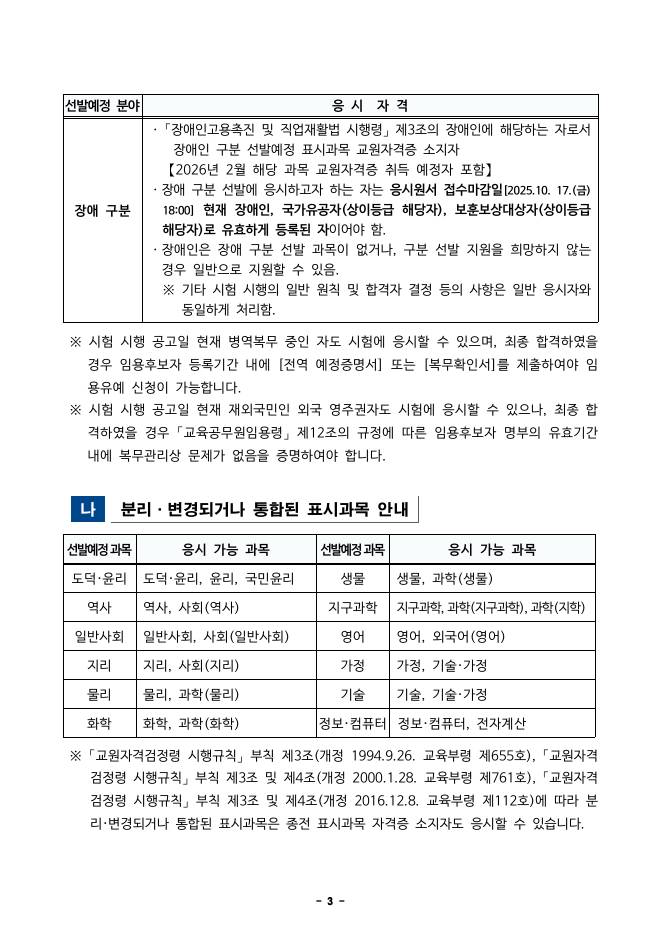 선발예정 분야 응 시 자 격
장애 구분
·「장애인고용촉진 및 직업재활법 시행령」제3조의 장애인에 해당하는 자로서
장애인 구분 선발예정 표시과목 교원자격증 소지자
【2026년 2월 해당 과목 교원자격증 취득 예정자 포함】
· 장애 구분 선발에 응시하고자 하는 자는 응시원서 접수마감일[2025.10. 17.(금)
18:00] 현재 장애인, 국가유공자(상이등급 해당자), 보훈보상대상자(상이등급
해당자)로 유효하게 등록된 자이어야 함.
· 장애인은 장애 구분 선발 과목이 없거나, 구분 선발 지원을 희망하지 않는
경우 일반으로 지원할 수 있음.
※ 기타 시험 시행의 일반 원칙 및 합격자 결정 등의 사항은 일반 응시자와
동일하게 처리함.
※ 시험 시행 공고일 현재 병역복무 중인 자도 시험에 응시할 수 있으며, 최종 합격하였을
경우 임용후보자 등록기간 내에 [전역 예정증명서] 또는 [복무확인서]를 제출하여야 임
용유예 신청이 가능합니다.
※ 시험 시행 공고일 현재 재외국민인 외국 영주권자도 시험에 응시할 수 있으나, 최종 합
격하였을 경우「교육공무원임용령」제12조의 규정에 따른 임용후보자 명부의 유효기간
내에 복무관리상 문제가 없음을 증명하여야 합니다.
나 분리·변경되거나 통합된 표시과목 안내
선발예정과목 응시 가능 과목 선발예정과목 응시 가능 과목
도덕·윤리 도덕·윤리, 윤리, 국민윤리 생물 생물, 과학(생물)
역사 역사, 사회(역사) 지구과학 지구과학, 과학(지구과학), 과학(지학)
일반사회 일반사회, 사회(일반사회) 영어 영어, 외국어(영어)
지리 지리, 사회(지리) 가정 가정, 기술·가정
물리 물리, 과학(물리) 기술 기술, 기술·가정
화학 화학, 과학(화학) 정보·컴퓨터 정보·컴퓨터, 전자계산
※「교원자격검정령 시행규칙」부칙 제3조(개정 1994.9.26. 교육부령 제655호),「교원자격
검정령 시행규칙」부칙 제3조 및 제4조(개정 2000.1.28. 교육부령 제761호),「교원자격
검정령 시행규칙」부칙 제3조 및 제4조(개정 2016.12.8. 교육부령 제112호)에 따라 분
리·변경되거나 통합된 표시과목은 종전 표시과목 자격증 소지자도 응시할 수 있습니다.
- 3 -